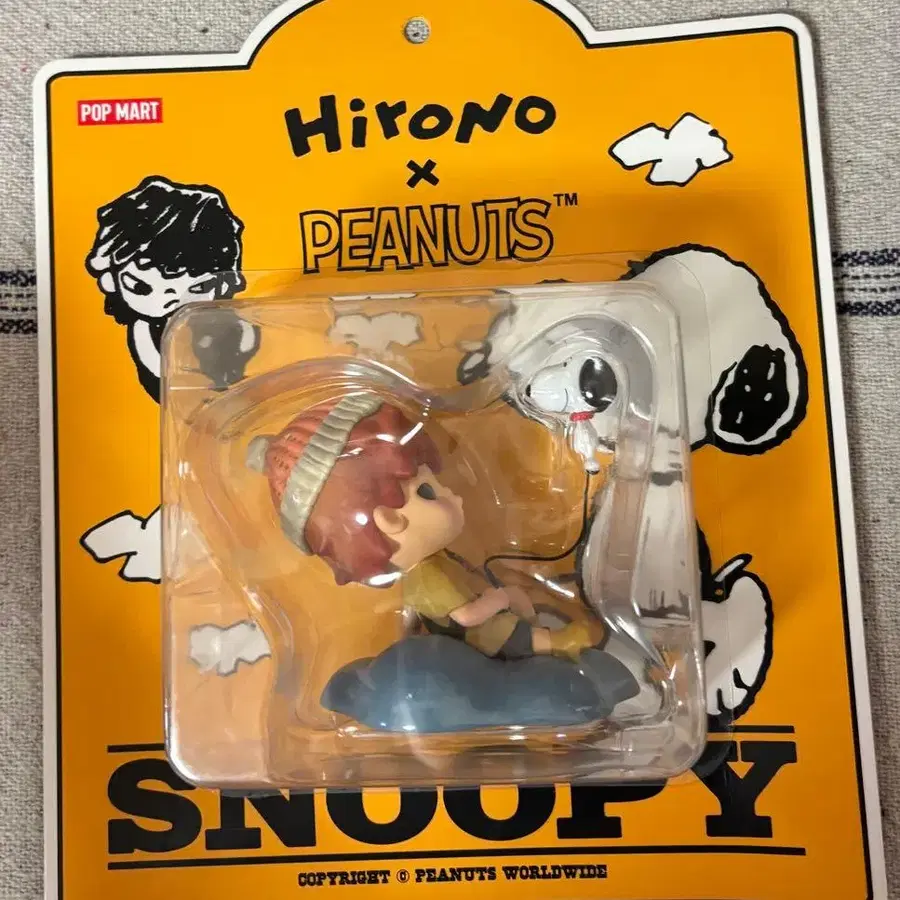 POP MART
Hirono
×
PEANUTS™
SNOOPY
COPYRIGHT © PEANUTS WORLDWIDE